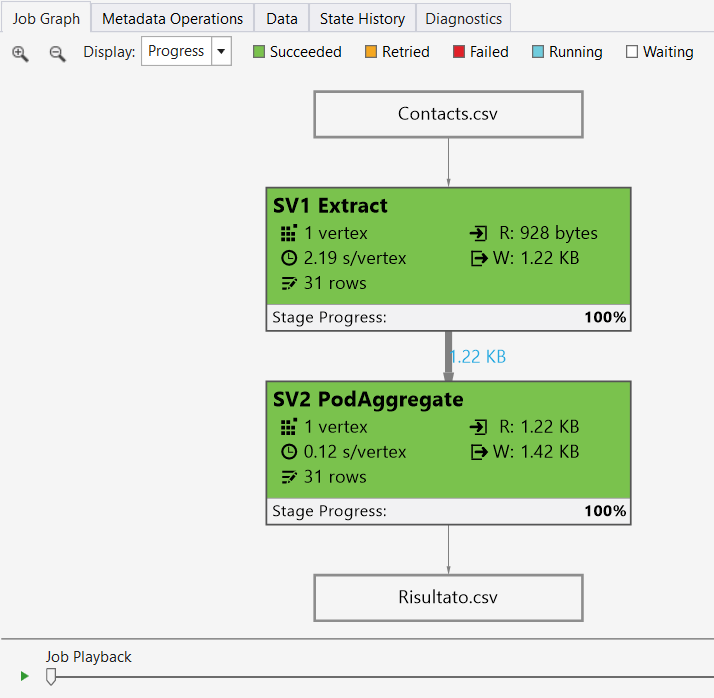 Job Graph Metadata Operations Data State History Diagnostics
Display: Progress Succeeded Retried Failed Running Waiting
Contacts.csv
SV1 Extract
1 vertex R: 928 bytes
2.19 s/vertex W: 1.22 KB
31 rows
Stage Progress: 100%
1.22 KB
SV2 PodAggregate
1 vertex R: 1.22 KB
0.12 s/vertex W: 1.42 KB
31 rows
Stage Progress: 100%
Risultato.csv
Job Playback